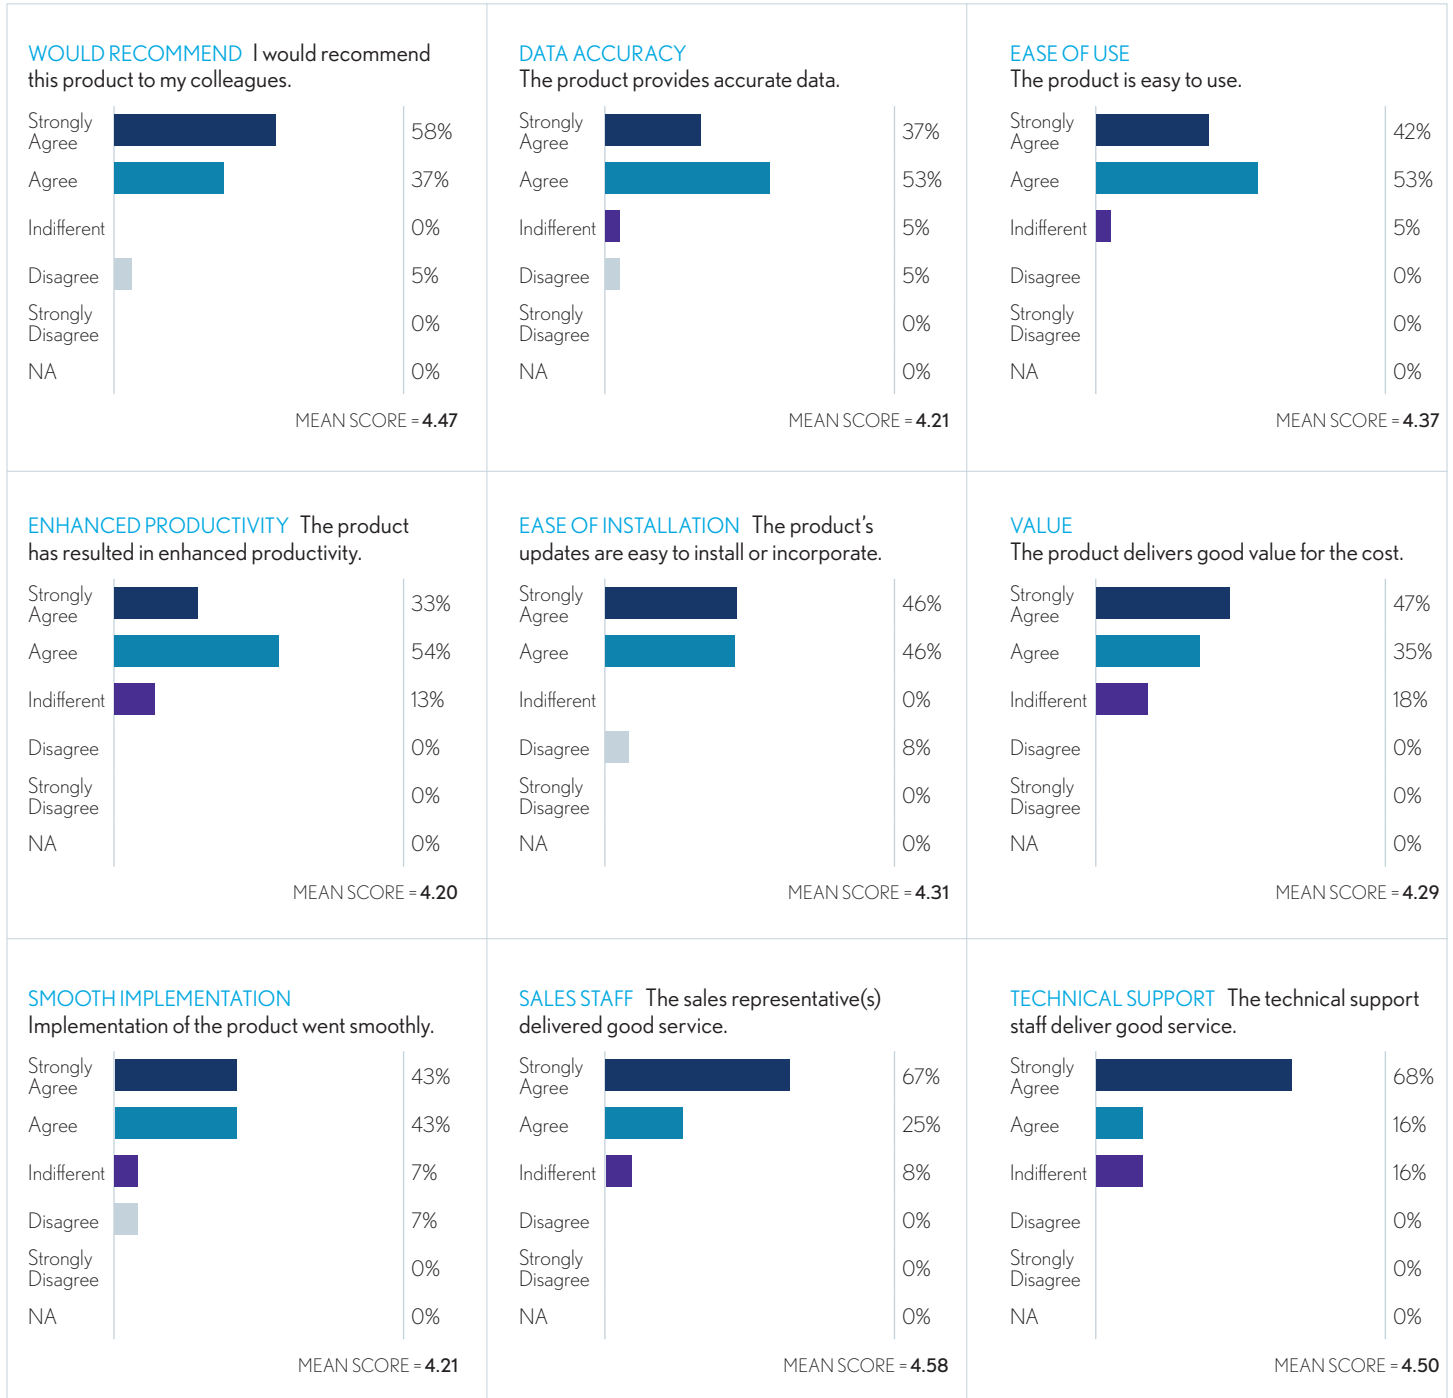 WOULD RECOMMEND I would recommend
this product to my colleagues.
Strongly
Agree
58%
Agree
37%
Indifferent
0%
Disagree
5%
Strongly
Disagree
0%
NA
0%
MEAN SCORE = 4.47
DATA ACCURACY
The product provides accurate data.
Strongly
Agree
37%
Agree
53%
Indifferent
5%
Disagree
5%
Strongly
Disagree
0%
NA
0%
MEAN SCORE = 4.21
EASE OF USE
The product is easy to use.
Strongly
Agree
42%
Agree
53%
Indifferent
5%
Disagree
0%
Strongly
Disagree
0%
NA
0%
MEAN SCORE = 4.37
ENHANCED PRODUCTIVITY The product
has resulted in enhanced productivity.
Strongly
Agree
33%
Agree
54%
Indifferent
13%
Disagree
0%
Strongly
Disagree
0%
NA
0%
MEAN SCORE = 4.20
EASE OF INSTALLATION The product's
updates are easy to install or incorporate.
Strongly
Agree
46%
Agree
46%
Indifferent
0%
Disagree
8%
Strongly
Disagree
0%
NA
0%
MEAN SCORE = 4.31
VALUE
The product delivers good value for the cost.
Strongly
Agree
47%
Agree
35%
Indifferent
18%
Disagree
0%
Strongly
Disagree
0%
NA
0%
MEAN SCORE = 4.29
SMOOTH IMPLEMENTATION
Implementation of the product went smoothly.
Strongly
Agree
43%
Agree
43%
Indifferent
7%
Disagree
7%
Strongly
Disagree
0%
NA
0%
MEAN SCORE = 4.21
SALES STAFF The sales representative(s)
delivered good service.
Strongly
Agree
67%
Agree
25%
Indifferent
8%
Disagree
0%
Strongly
Disagree
0%
NA
0%
MEAN SCORE = 4.58
TECHNICAL SUPPORT The technical support
staff deliver good service.
Strongly
Agree
68%
Agree
16%
Indifferent
16%
Disagree
0%
Strongly
Disagree
0%
NA
0%
MEAN SCORE = 4.50